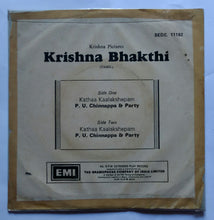 SEDE. 11162
Krishna Pictures
Krishna Bhakthi
(TAMIL)
Side One
Kathaa Kaalakshepam
P. U. Chinnappa & Party
Side Two
Kathaa Kaalakshepam
P. U. Chinnappa & Party
EMI
THE GRAMOPHONE COMPANY OF INDIA LIMITED